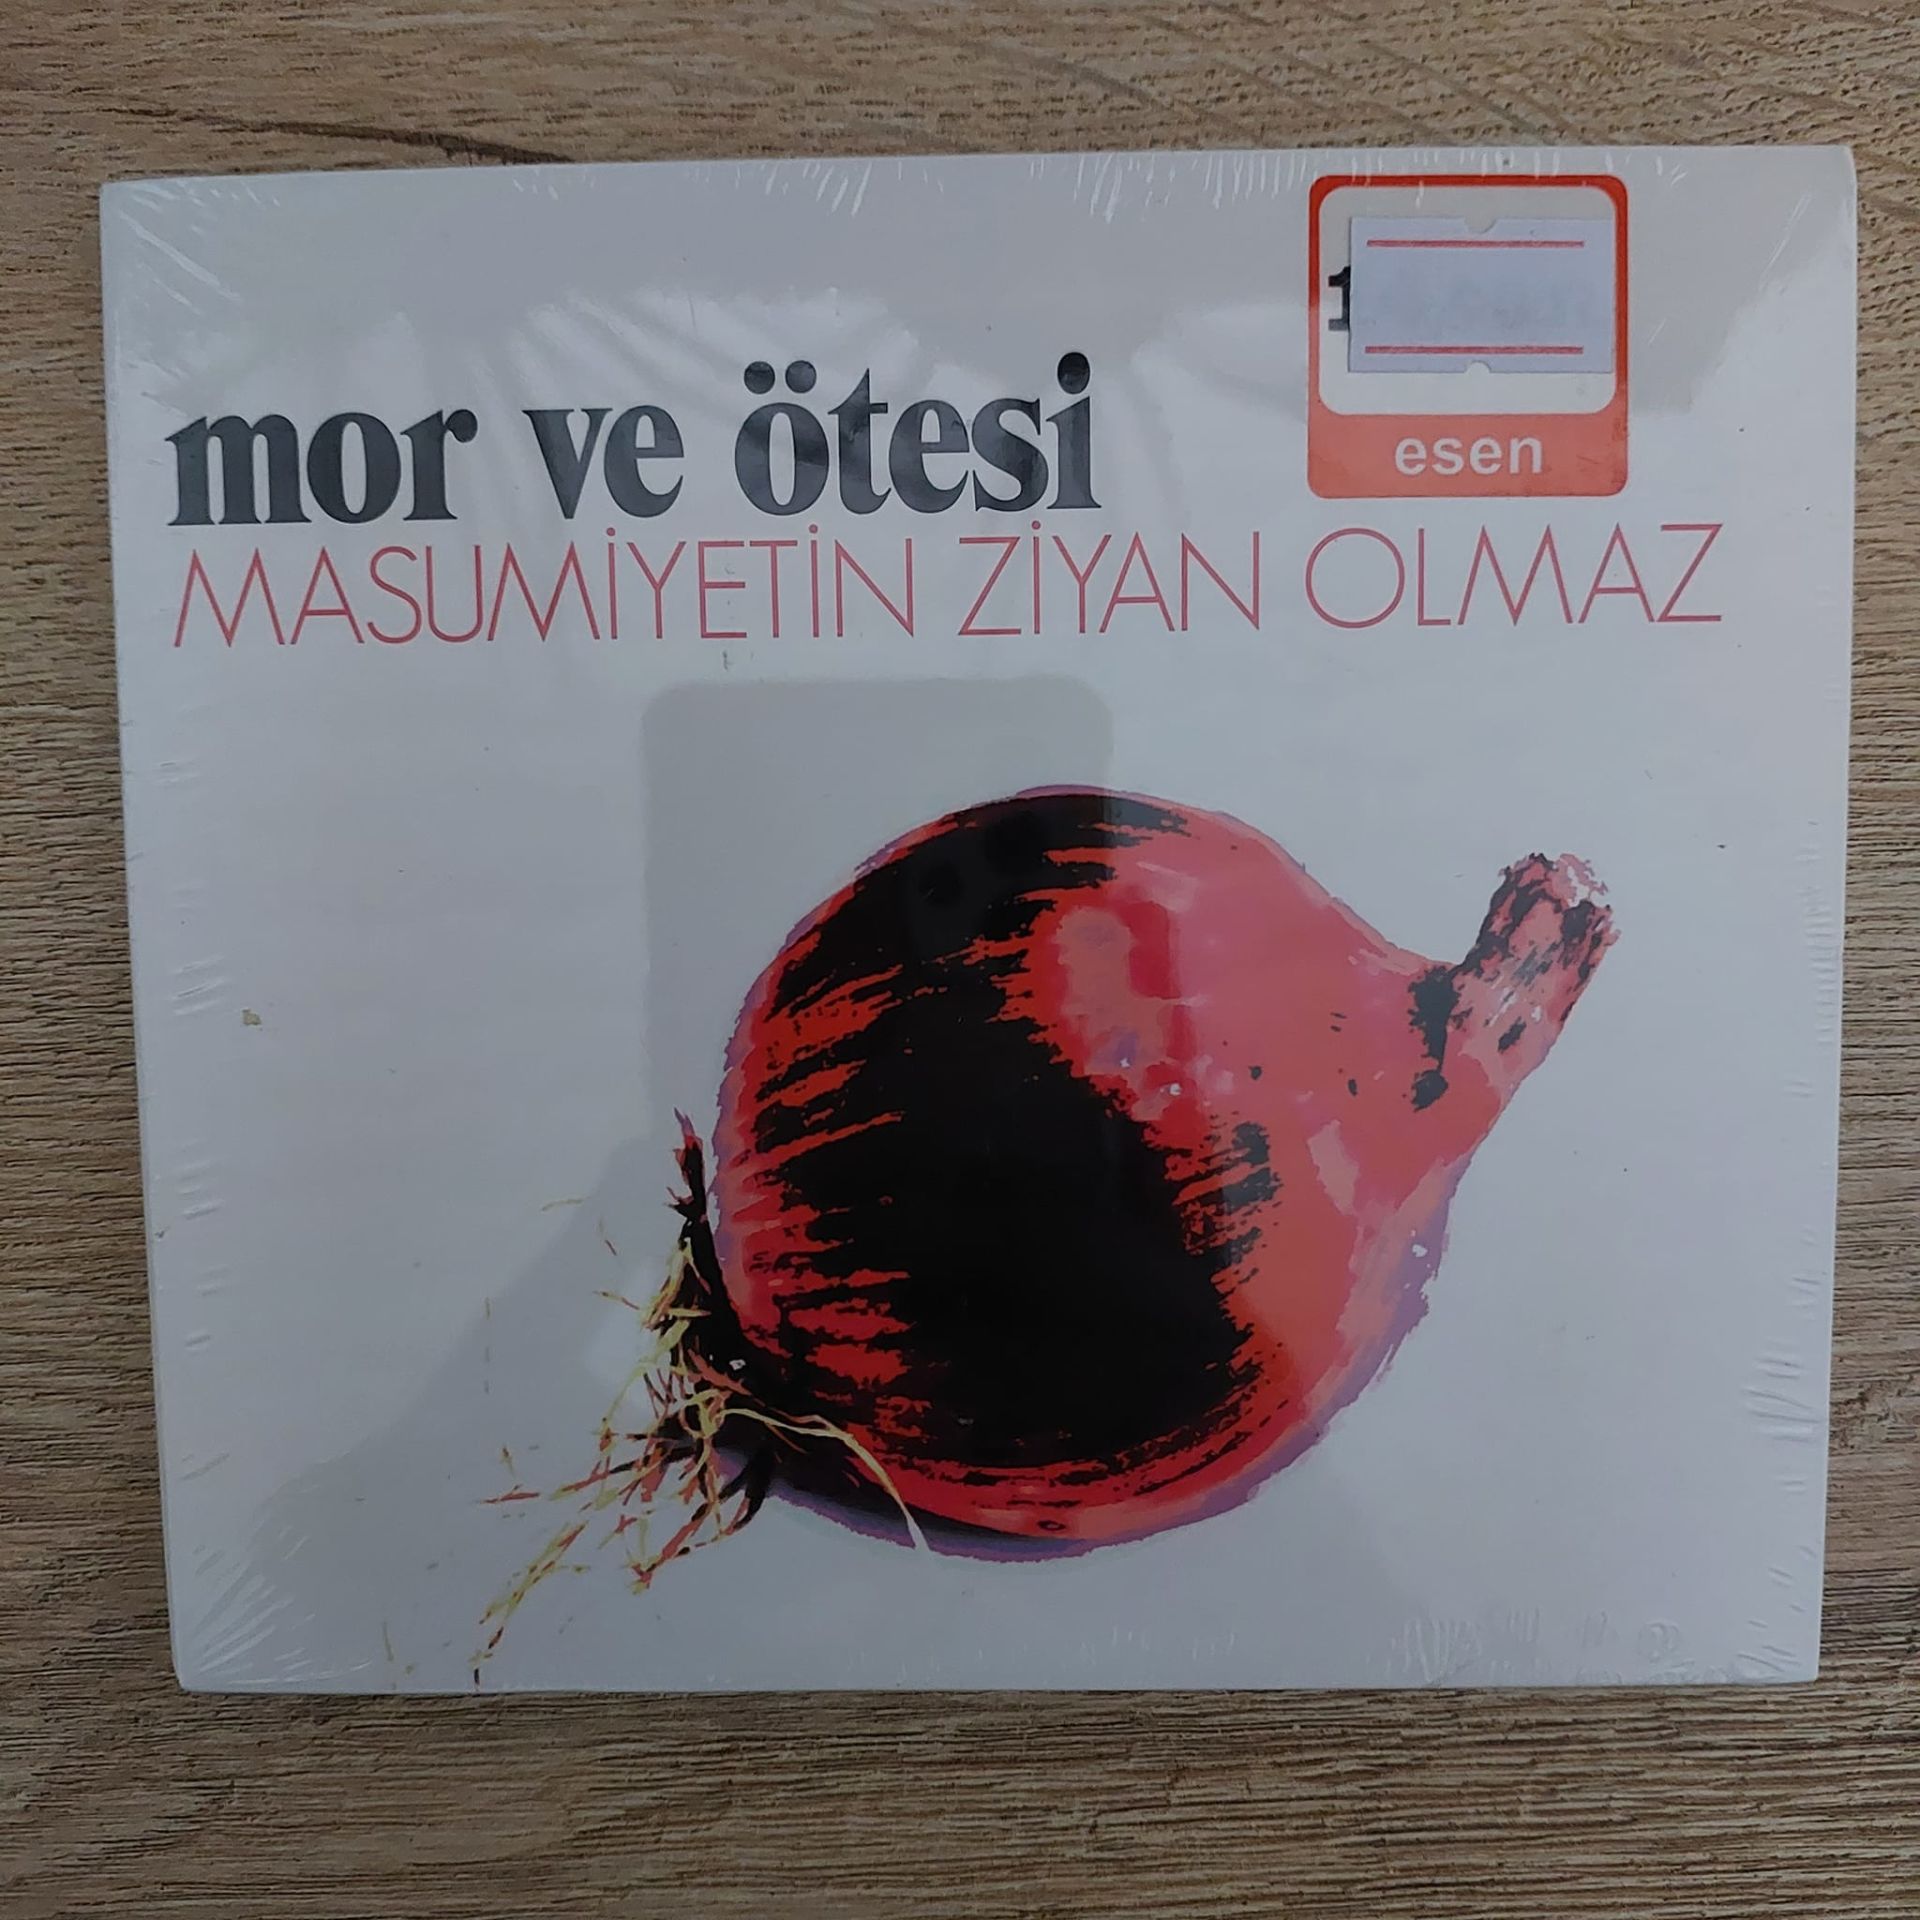 mor ve ötesi
MASUMİYETİN ZİYAN OLMAZ
esen